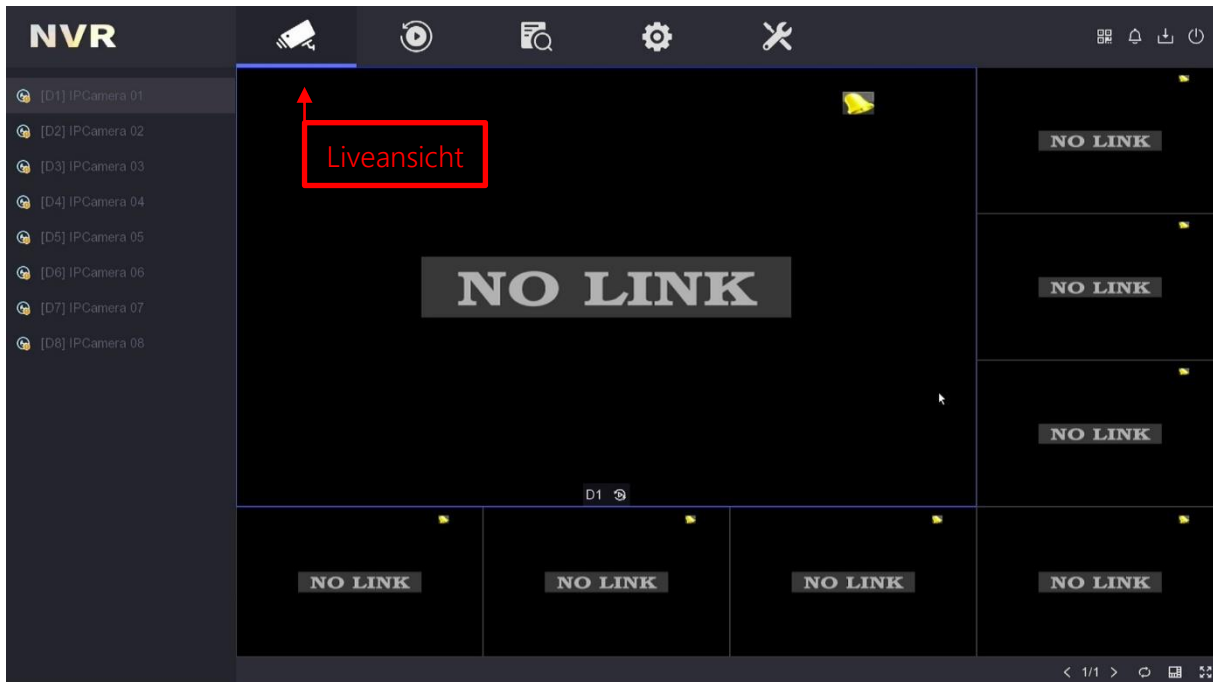 NVR
[D1] IPCamera 01
[D2] IPCamera 02
[D3] IPCamera 03
[D4] IPCamera 04
[D5] IPCamera 05
[D6] IPCamera 06
[D7] IPCamera 07
[D8] IPCamera 08
Liveansicht
NO LINK
D1
NO LINK
NO LINK
NO LINK
NO LINK
NO LINK
NO LINK
NO LINK
1/1